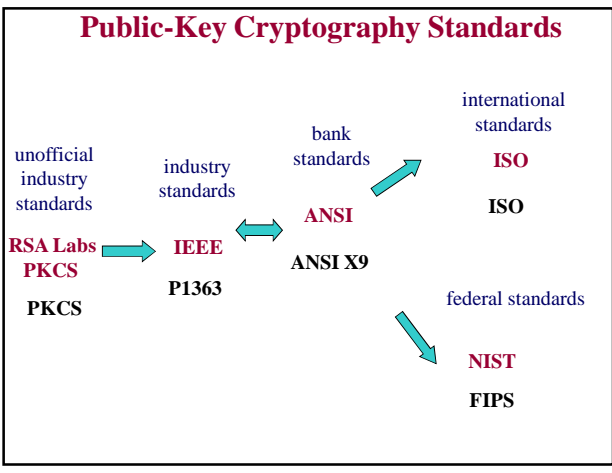 Public-Key Cryptography Standards
unofficial
industry
standards
RSA Labs
PKCS
PKCS
industry
standards
IEEE
P1363
bank
standards
ANSI
ANSI X9
international
standards
ISO
ISO
federal standards
NIST
FIPS